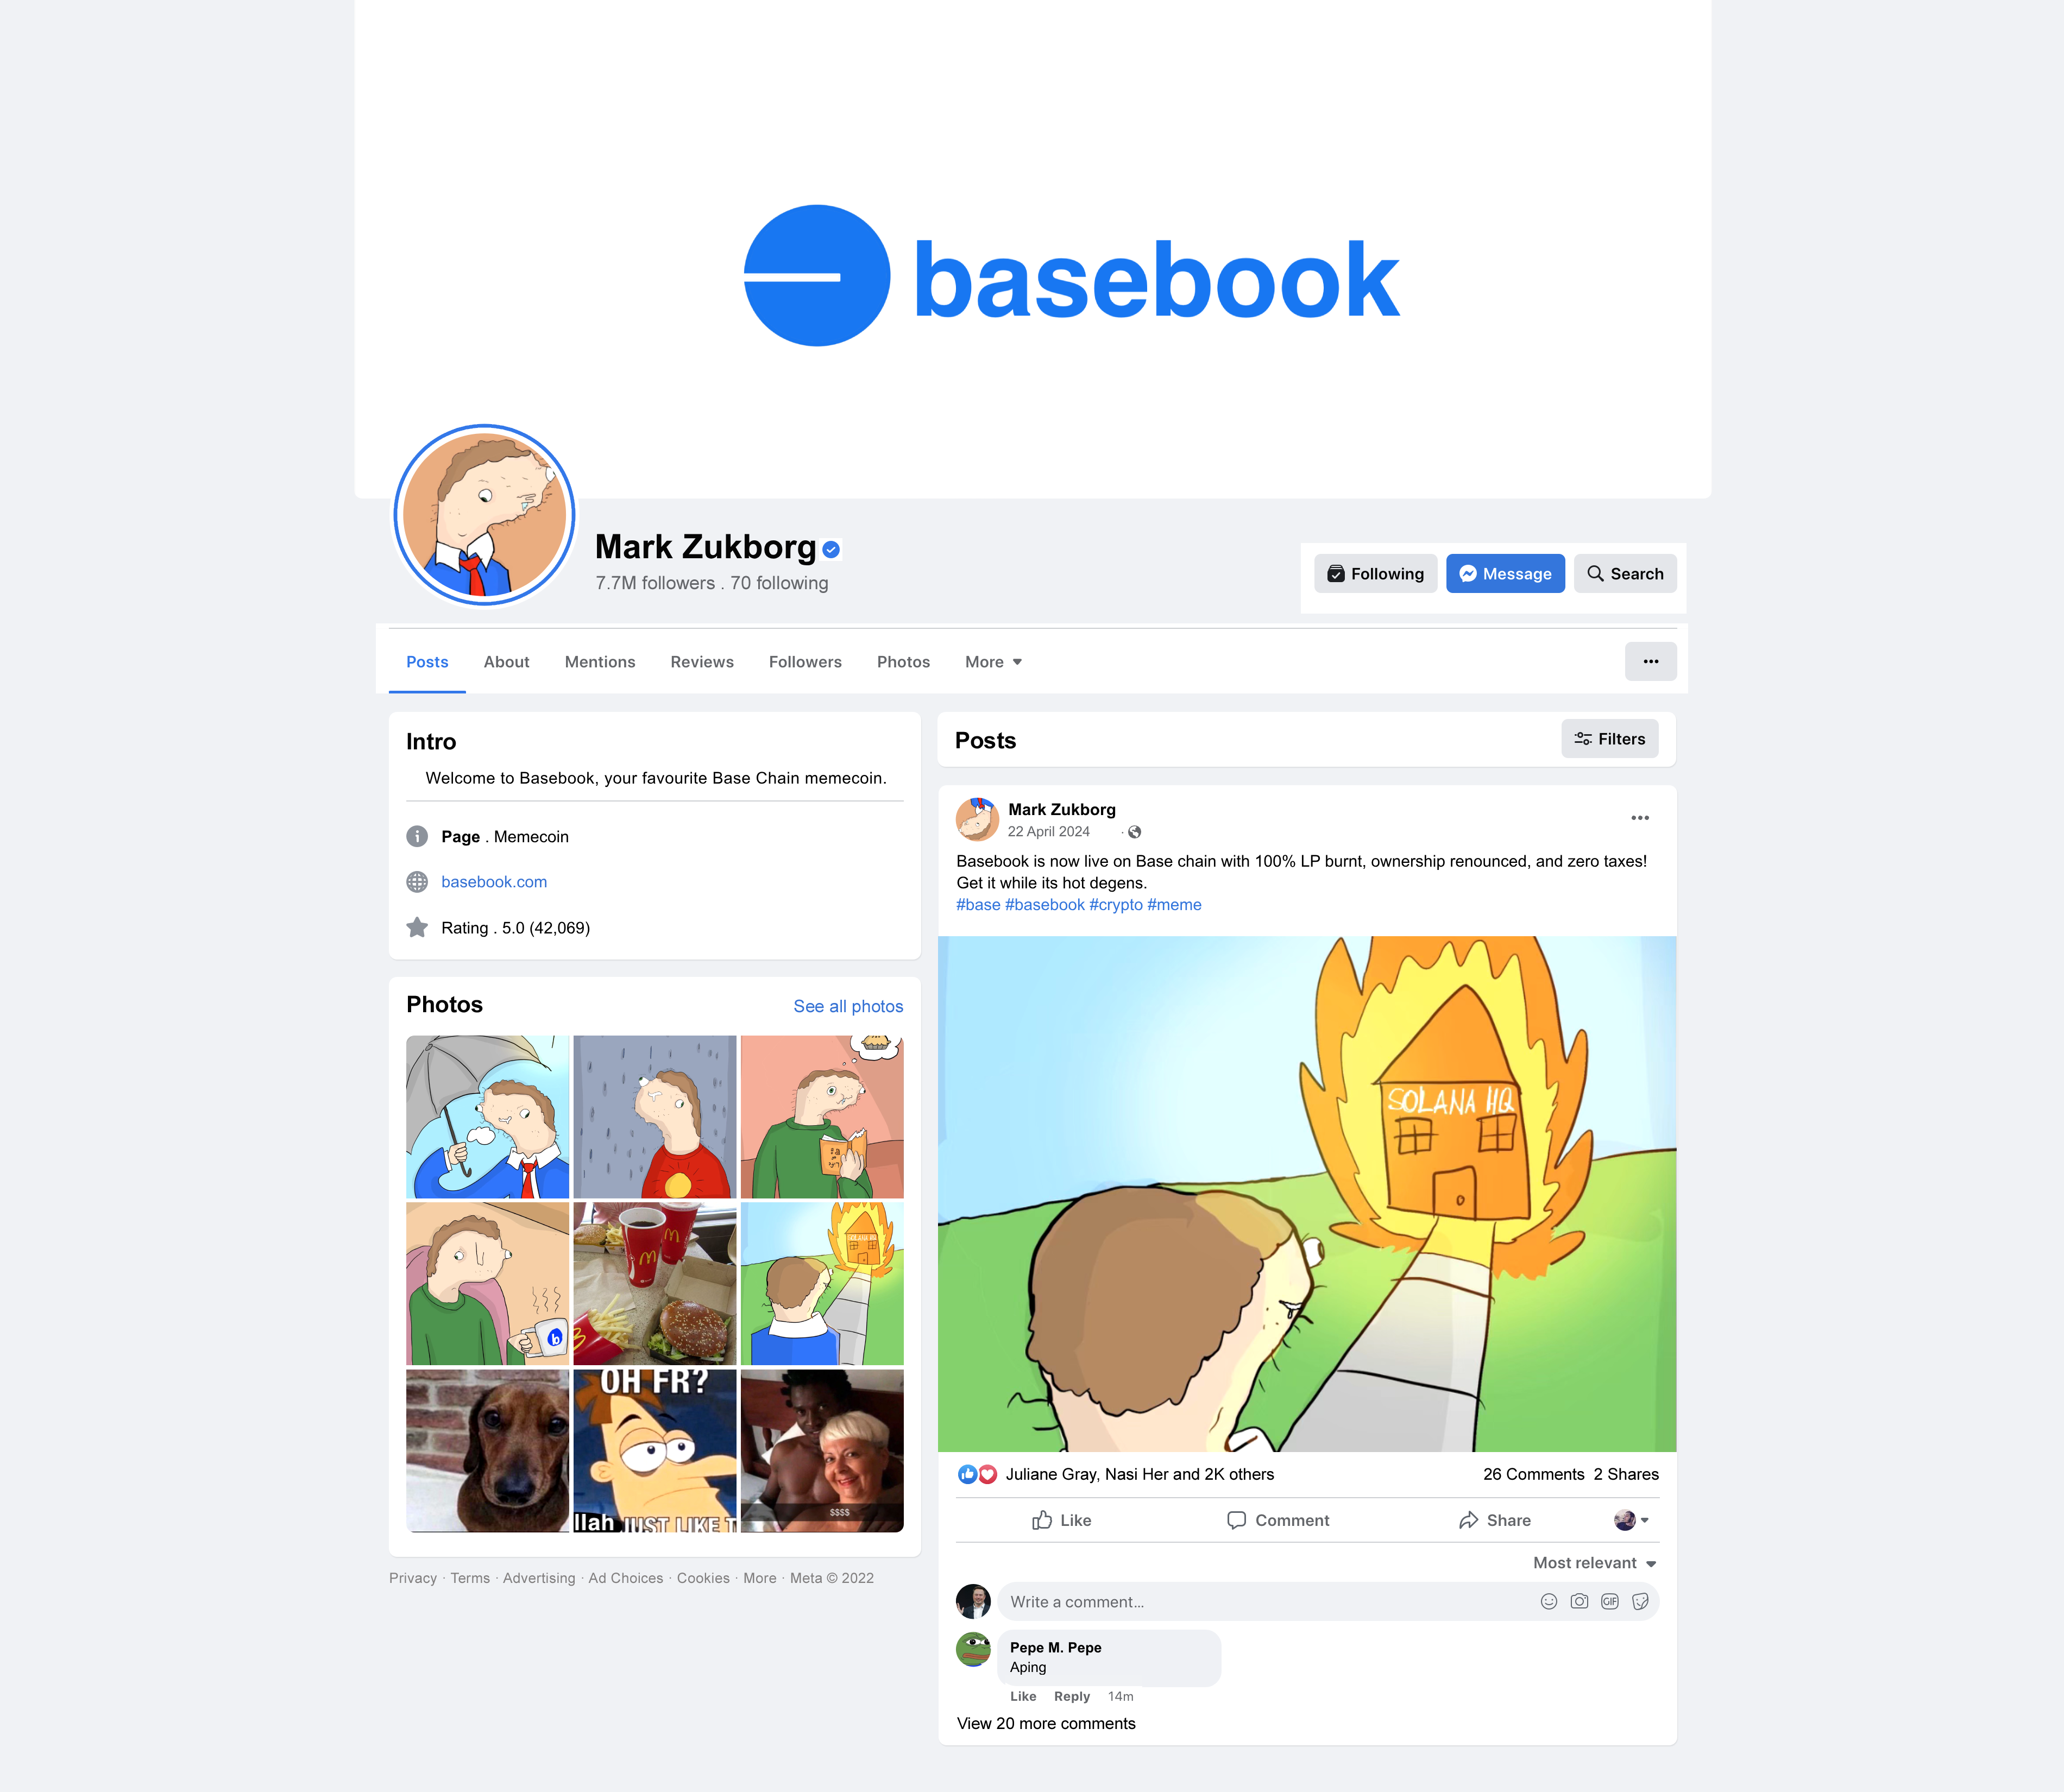 basebook
Mark Zukborg
7.7M followers . 70 following
Following
Message
Search
Posts
About
Mentions
Reviews
Followers
Photos
More
Intro
Welcome to Basebook, your favourite Base Chain memecoin.
Page . Memecoin
basebook.com
Rating . 5.0 (42,069)
Photos
See all photos
b
SOLANA HQ
OH FR?
llah JUST LIKE T
$$$$
Privacy · Terms · Advertising · Ad Choices · Cookies · More · Meta © 2022
Posts
Filters
Mark Zukborg
22 April 2024 ·
Basebook is now live on Base chain with 100% LP burnt, ownership renounced, and zero taxes!
Get it while its hot degens.
#base #basebook #crypto #meme
SOLANA HQ
Juliane Gray, Nasi Her and 2K others
26 Comments 2 Shares
Like
Comment
Share
Most relevant
Write a comment...
GIF
Pepe M. Pepe
Aping
Like Reply 14m
View 20 more comments